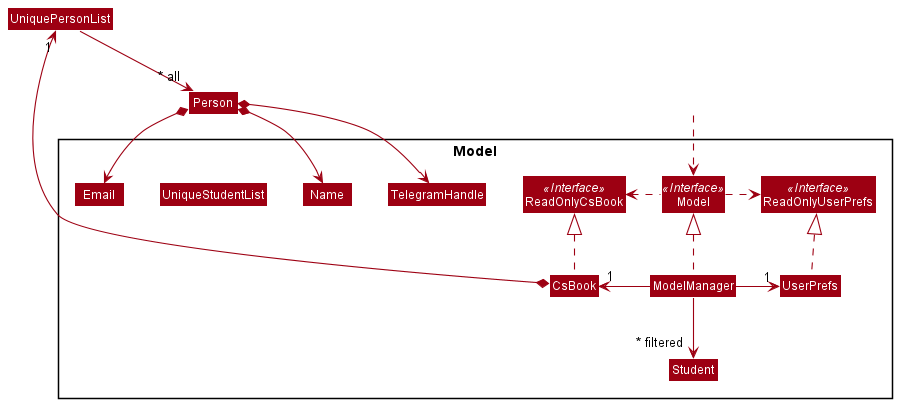 UniquePersonList
1
* all
Person
Model
Email
UniqueStudentList
Name
TelegramHandle
«Interface»
ReadOnlyCsBook
«Interface»
Model
«Interface»
ReadOnlyUserPrefs
CsBook
1
ModelManager
1
UserPrefs
* filtered
Student